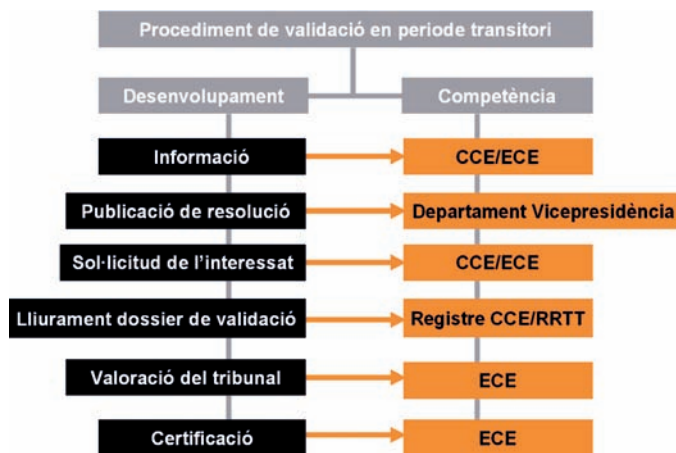 Procediment de validació en periode transitori
Desenvolupament
Competència
Informació
CCE/ECE
Publicació de resolució
Departament Vicepresidència
Sol·licitud de l'interessat
CCE/ECE
Lliurament dossier de validació
Registre CCE/RRTT
Valoració del tribunal
ECE
Certificació
ECE